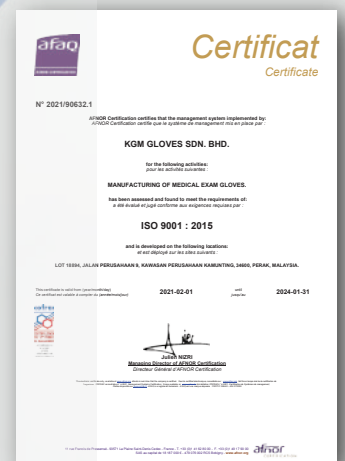 afaq
AFNOR CERTIFICATION
Certificat
Certificate
N° 2021/90632.1
AFNOR Certification certifies that the management system implemented by:
AFNOR Certification certifie que le système de management mis en place par :
KGM GLOVES SDN. BHD.
for the following activities:
pour les activités suivantes :
MANUFACTURING OF MEDICAL EXAM GLOVES.
has been assessed and found to meet the requirements of:
a été évalué et jugé conforme aux exigences requises par :
ISO 9001 : 2015
and is developed on the following locations:
et est déployé sur les sites suivants :
PERUSAHAAN 9, KAWASAN PERUSAHAAN KAMUNTING, 34600, PERAK, MALAYSIA.
This certificate is valid from (year/month/day)
Ce certificat est valable à compter du (année/mois/jour)
2021-02-01
until
jusqu'au
2024-01-31
Julien NIZRI
Managing Director of AFNOR Certification
Directeur Général d'AFNOR Certification
afnor